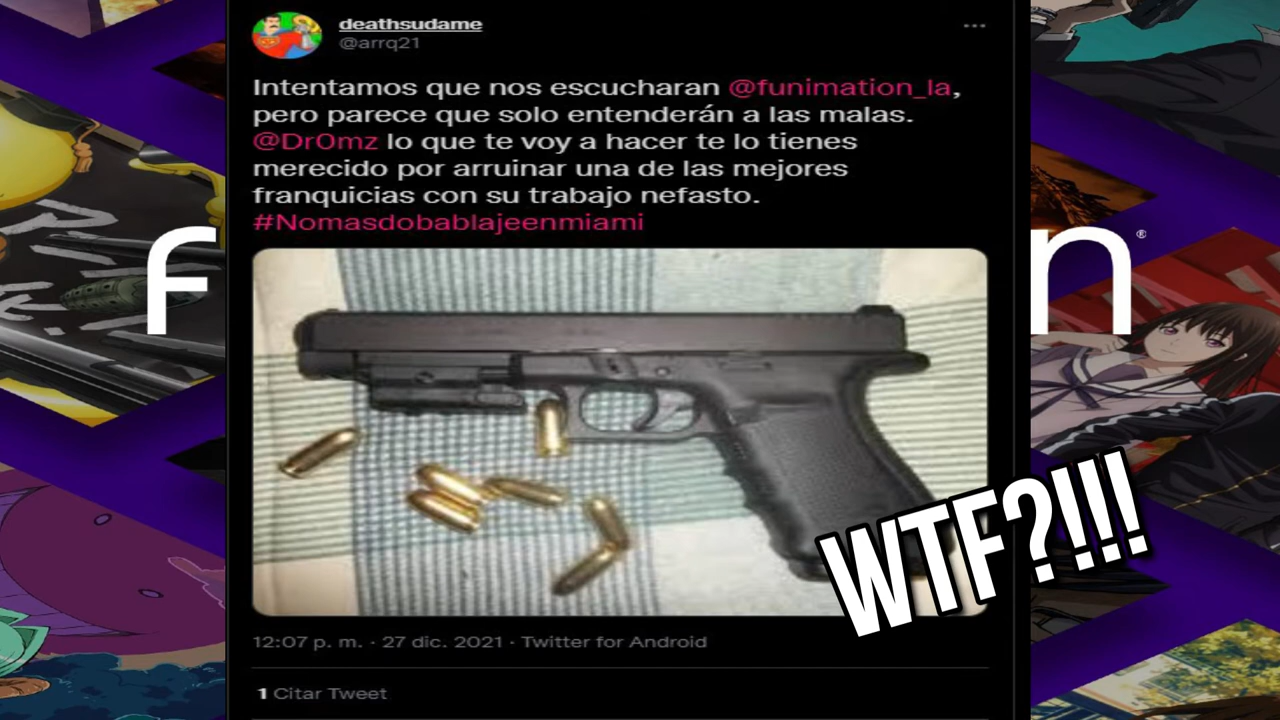 deathsudame
@arrq21
Intentamos que nos escucharan @funimation_la,
pero parece que solo entenderán a las malas.
@Dr0mz lo que te voy a hacer te lo tienes
merecido por arruinar una de las mejores
franquicias con su trabajo nefasto.
#Nomasdobablajeenmiami
f
n®
WTF?!!!
12:07 p. m. · 27 dic. 2021 · Twitter for Android
1 Citar Tweet